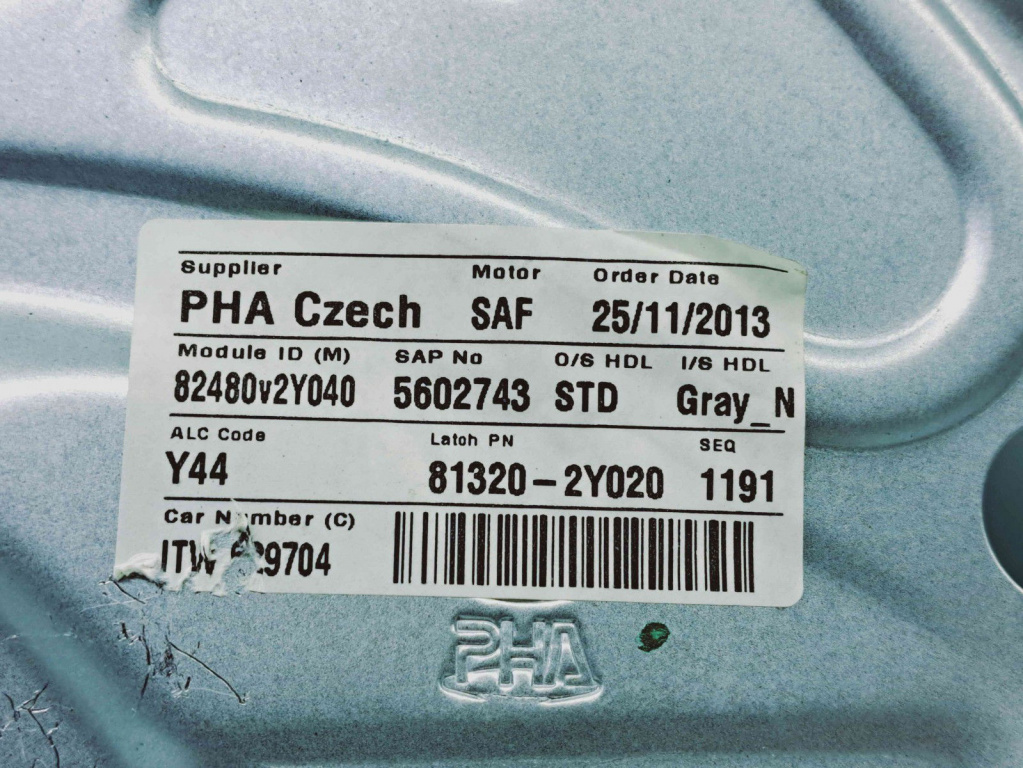 Supplier Motor Order Date
PHA Czech SAF 25/11/2013
Module ID (M) SAP No O/S HDL I/S HDL
82480v2Y040 5602743 STD Gray_N
ALC Code Latch PN SEQ
Y44 81320-2Y020 1191
Car Number (C)
PHA